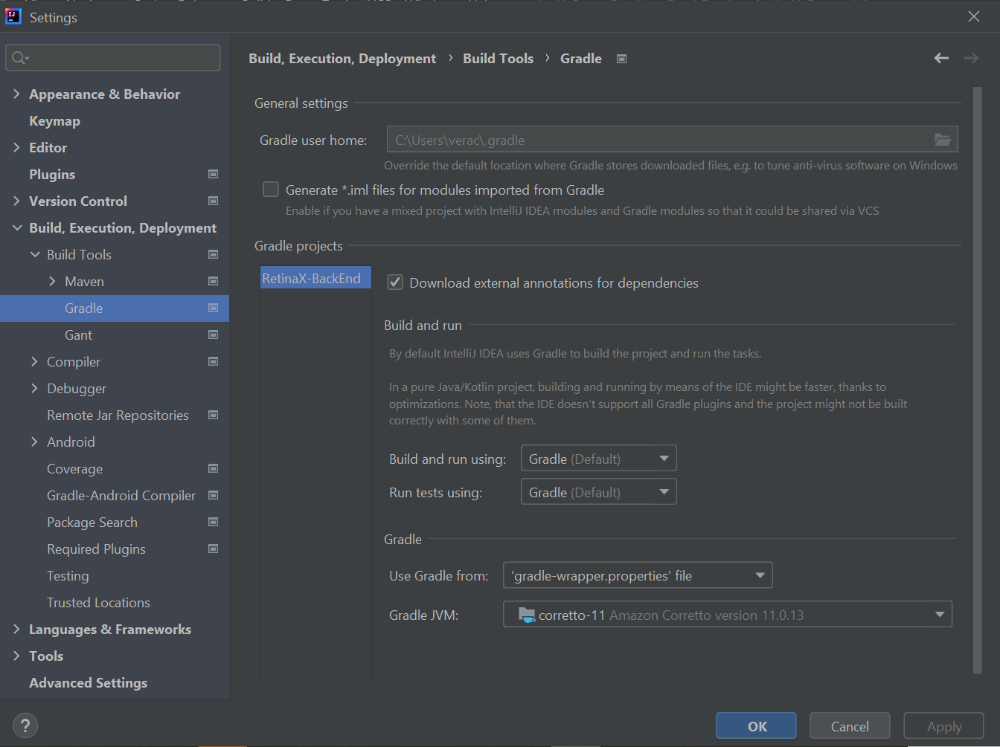 Settings
Build, Execution, Deployment › Build Tools › Gradle
Appearance & Behavior
Keymap
Editor
Plugins
Version Control
Build, Execution, Deployment
Build Tools
Maven
Gradle
Gant
Compiler
Debugger
Remote Jar Repositories
Android
Coverage
Gradle-Android Compiler
Package Search
Required Plugins
Testing
Trusted Locations
Languages & Frameworks
Tools
Advanced Settings
General settings
Gradle user home: C:\Users\verac\.gradle
Override the default location where Gradle stores downloaded files, e.g. to tune anti-virus software on Windows
Generate *.iml files for modules imported from Gradle
Enable if you have a mixed project with IntelliJ IDEA modules and Gradle modules so that it could be shared via VCS
Gradle projects
RetinaX-BackEnd
Download external annotations for dependencies
Build and run
By default IntelliJ IDEA uses Gradle to build the project and run the tasks.
In a pure Java/Kotlin project, building and running by means of the IDE might be faster, thanks to
optimizations. Note, that the IDE doesn't support all Gradle plugins and the project might not be built
correctly with some of them.
Build and run using: Gradle (Default)
Run tests using: Gradle (Default)
Gradle
Use Gradle from: 'gradle-wrapper.properties' file
Gradle JVM: corretto-11 Amazon Corretto version 11.0.13
?
OK
Cancel
Apply